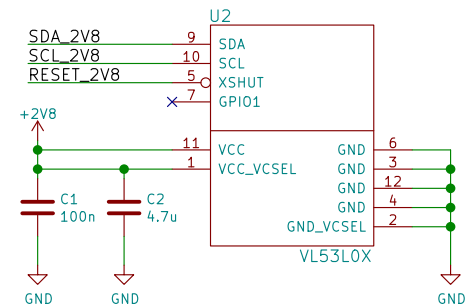 U2
SDA_2V8 9 SDA
SCL_2V8 10 SCL
RESET_2V8 5 XSHUT
7 GPIO1
+2V8
11 VCC GND 6
1 VCC_VCSEL GND 3
GND 12
C1 C2 GND 4
100n 4.7u GND_VCSEL 2
VL53L0X
GND GND GND